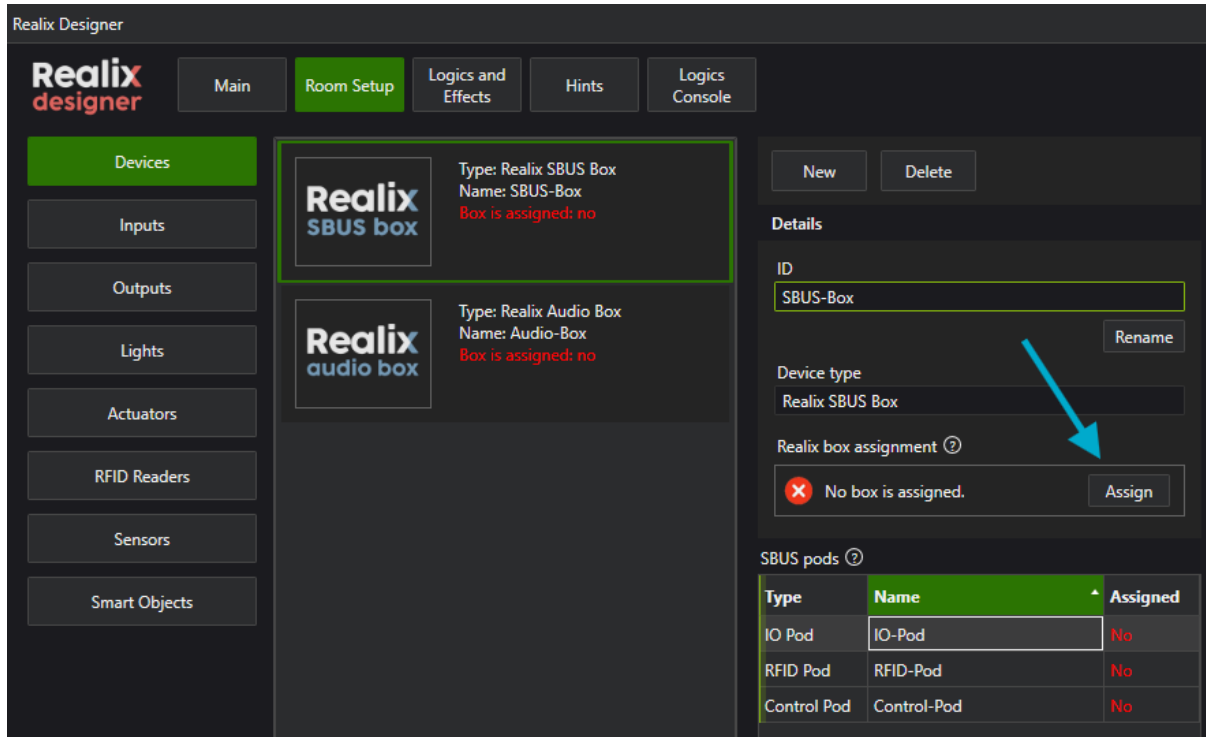 Realix Designer
Realix
designer
Main
Room Setup
Logics and
Effects
Hints
Logics
Console
Devices
Inputs
Outputs
Lights
Actuators
RFID Readers
Sensors
Smart Objects
Realix
SBUS box
Type: Realix SBUS Box
Name: SBUS-Box
Box is assigned: no
Realix
audio box
Type: Realix Audio Box
Name: Audio-Box
Box is assigned: no
New
Delete
Details
ID
SBUS-Box
Rename
Device type
Realix SBUS Box
Realix box assignment ?
No box is assigned.
Assign
SBUS pods ?
Type Name Assigned
IO Pod IO-Pod No
RFID Pod RFID-Pod No
Control Pod Control-Pod No